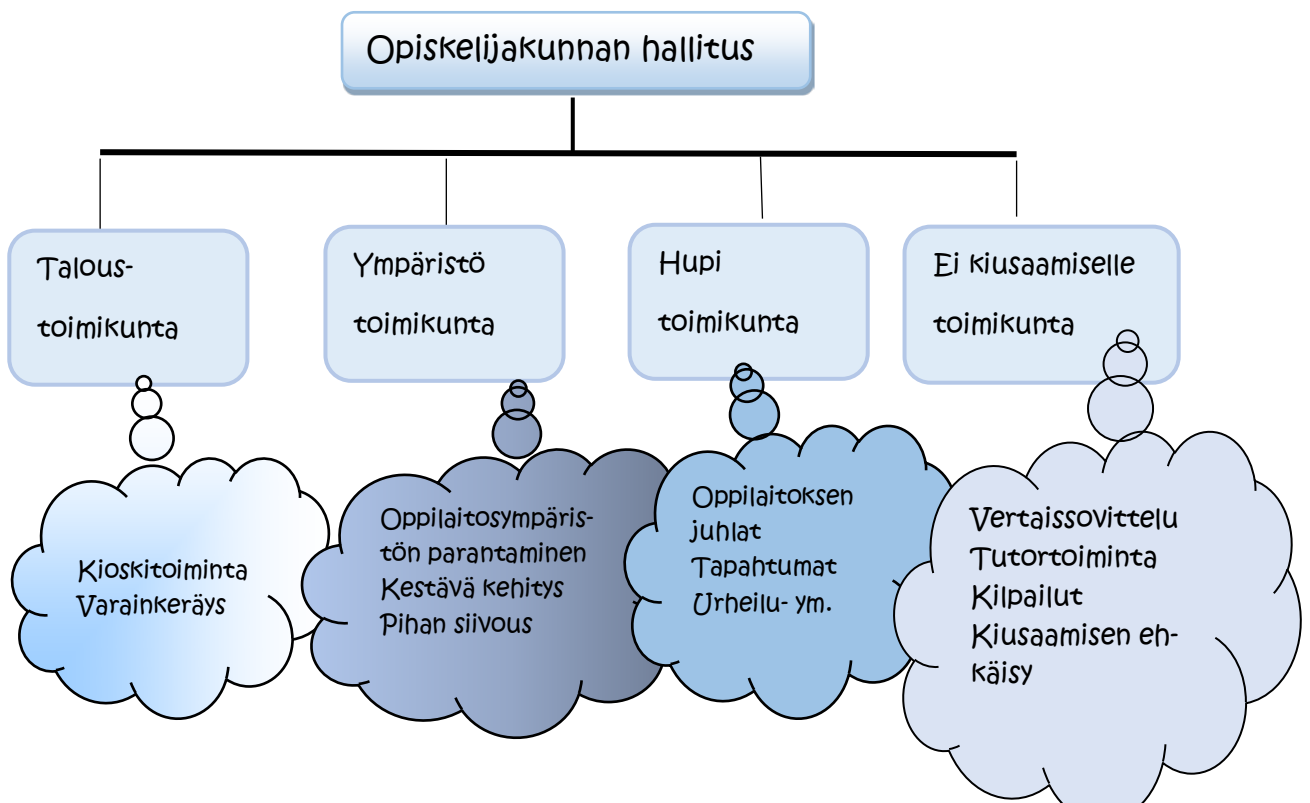 Opiskelijakunnan hallitus
Talous-
toimikunta
Ympäristö
toimikunta
Hupi
toimikunta
Ei kiusaamiselle
toimikunta
Kioskitoiminta
Varainkeräys
Oppilaitosympäris-
tön parantaminen
Kestävä kehitys
Pihan siivous
Oppilaitoksen
juhlat
Tapahtumat
Urheilu- ym.
Vertaissovittelu
Tutortoiminta
Kilpailut
Kiusaamisen eh-
käisy